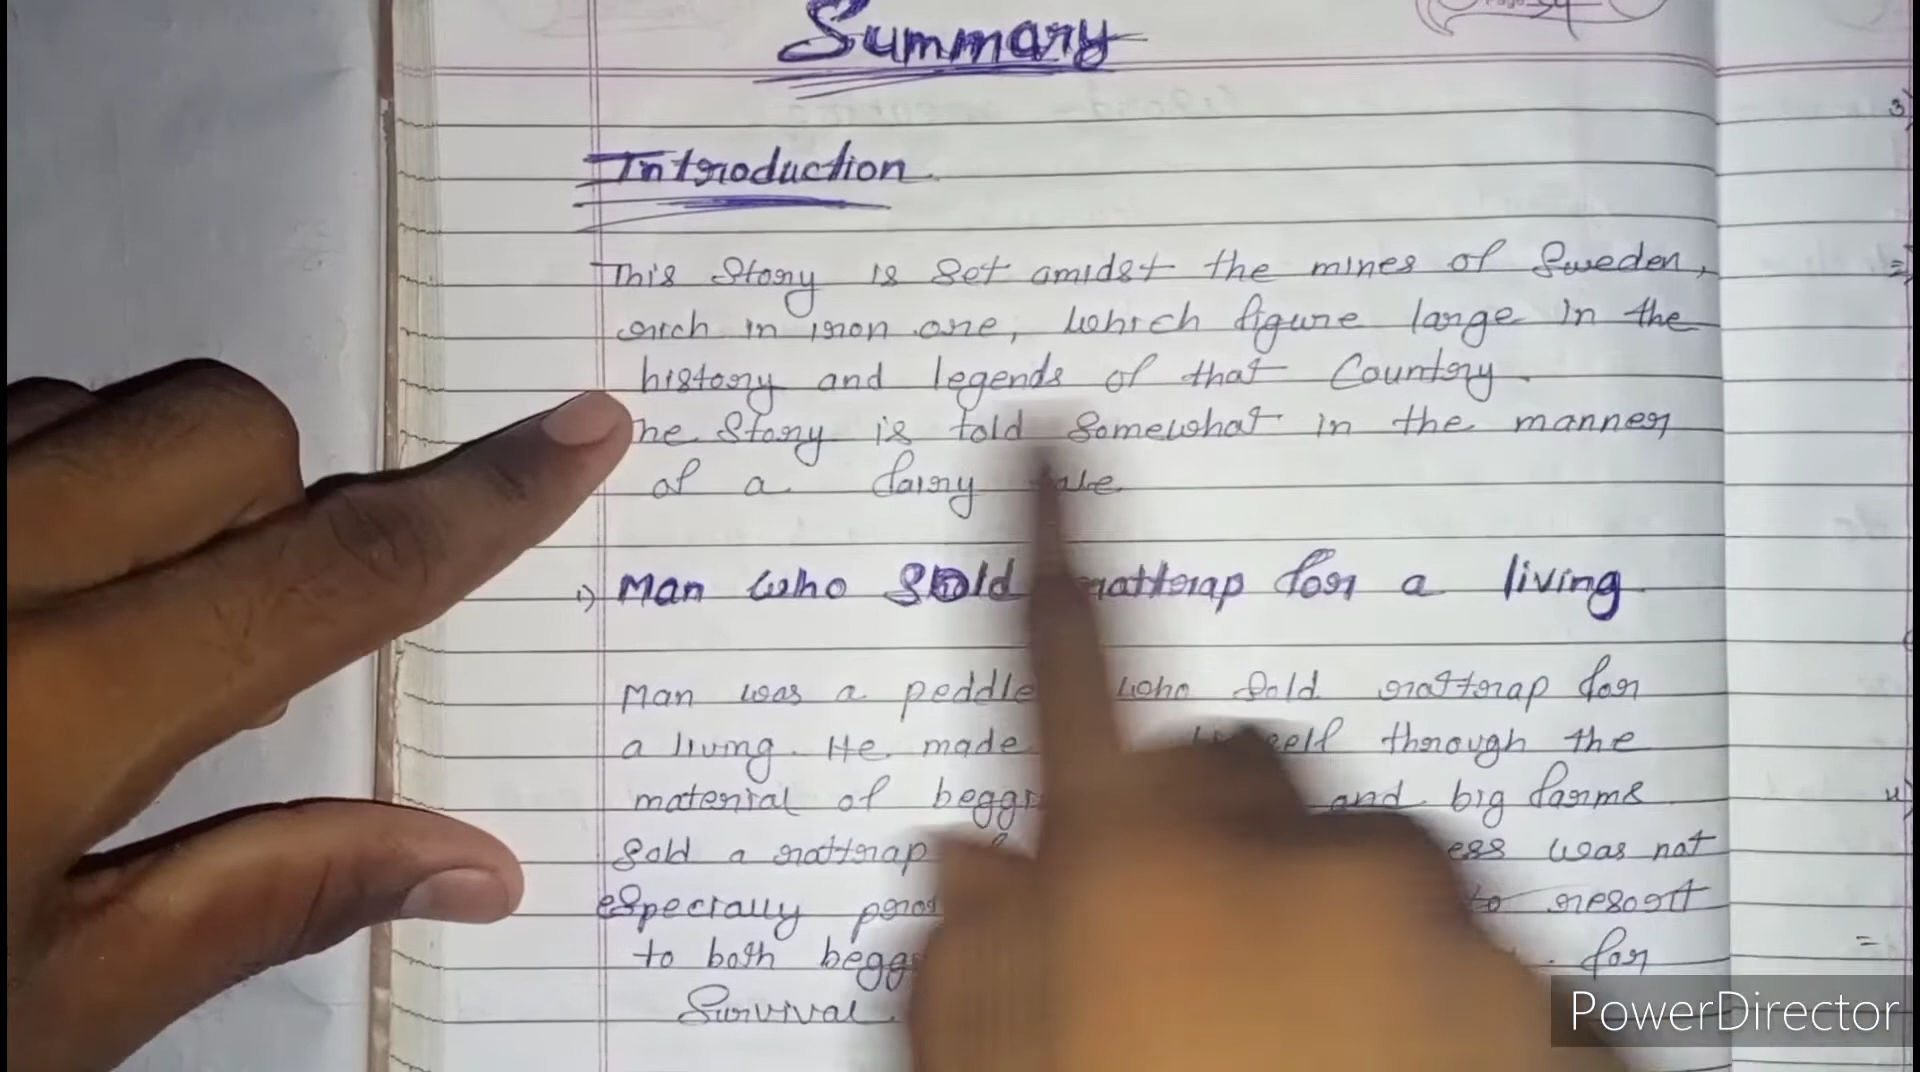 Summary
Introduction
This Story is set amidst the mines of Sweden,
rich in iron ore, which figure large in the
history and legends of that Country.
he Story is told Somewhat in the manner
of a fairy
1) Man who Sold rattrap for a living
Man was a peddle who Sold rattrap for
a living. He made self through the
material of and big farms
Sold a rattrap was not
especially to resort
to both for
Survival.
PowerDirector